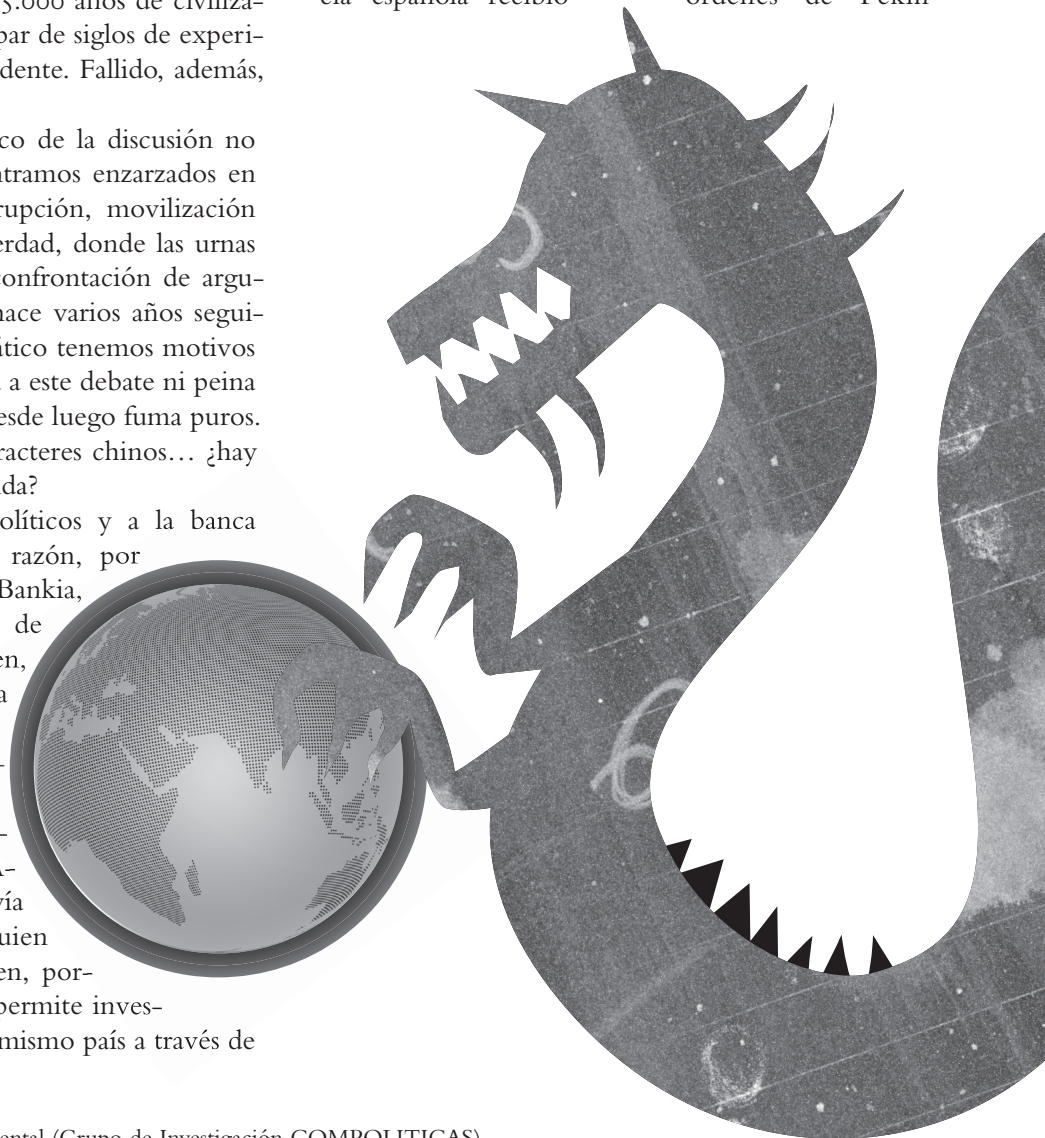 5.000 años de civiliza-
par de siglos de experi-
dente. Fallido, además,
co de la discusión no
ntramos enzarzados en
rupción, movilización
erdad, donde las urnas
confrontación de argu-
hace varios años segui-
ático tenemos motivos
a este debate ni peina
esde luego fuma puros.
racteres chinos… ¿hay
da?
olíticos y a la banca
razón, por
Bankia,
de
en,
a
-
-
A-
vía
uien
en, por-
permite inves-
mismo país a través de
cia española recibió
órdenes de Pekín
ental (Grupo de Investigación COMPOLITICAS)
6